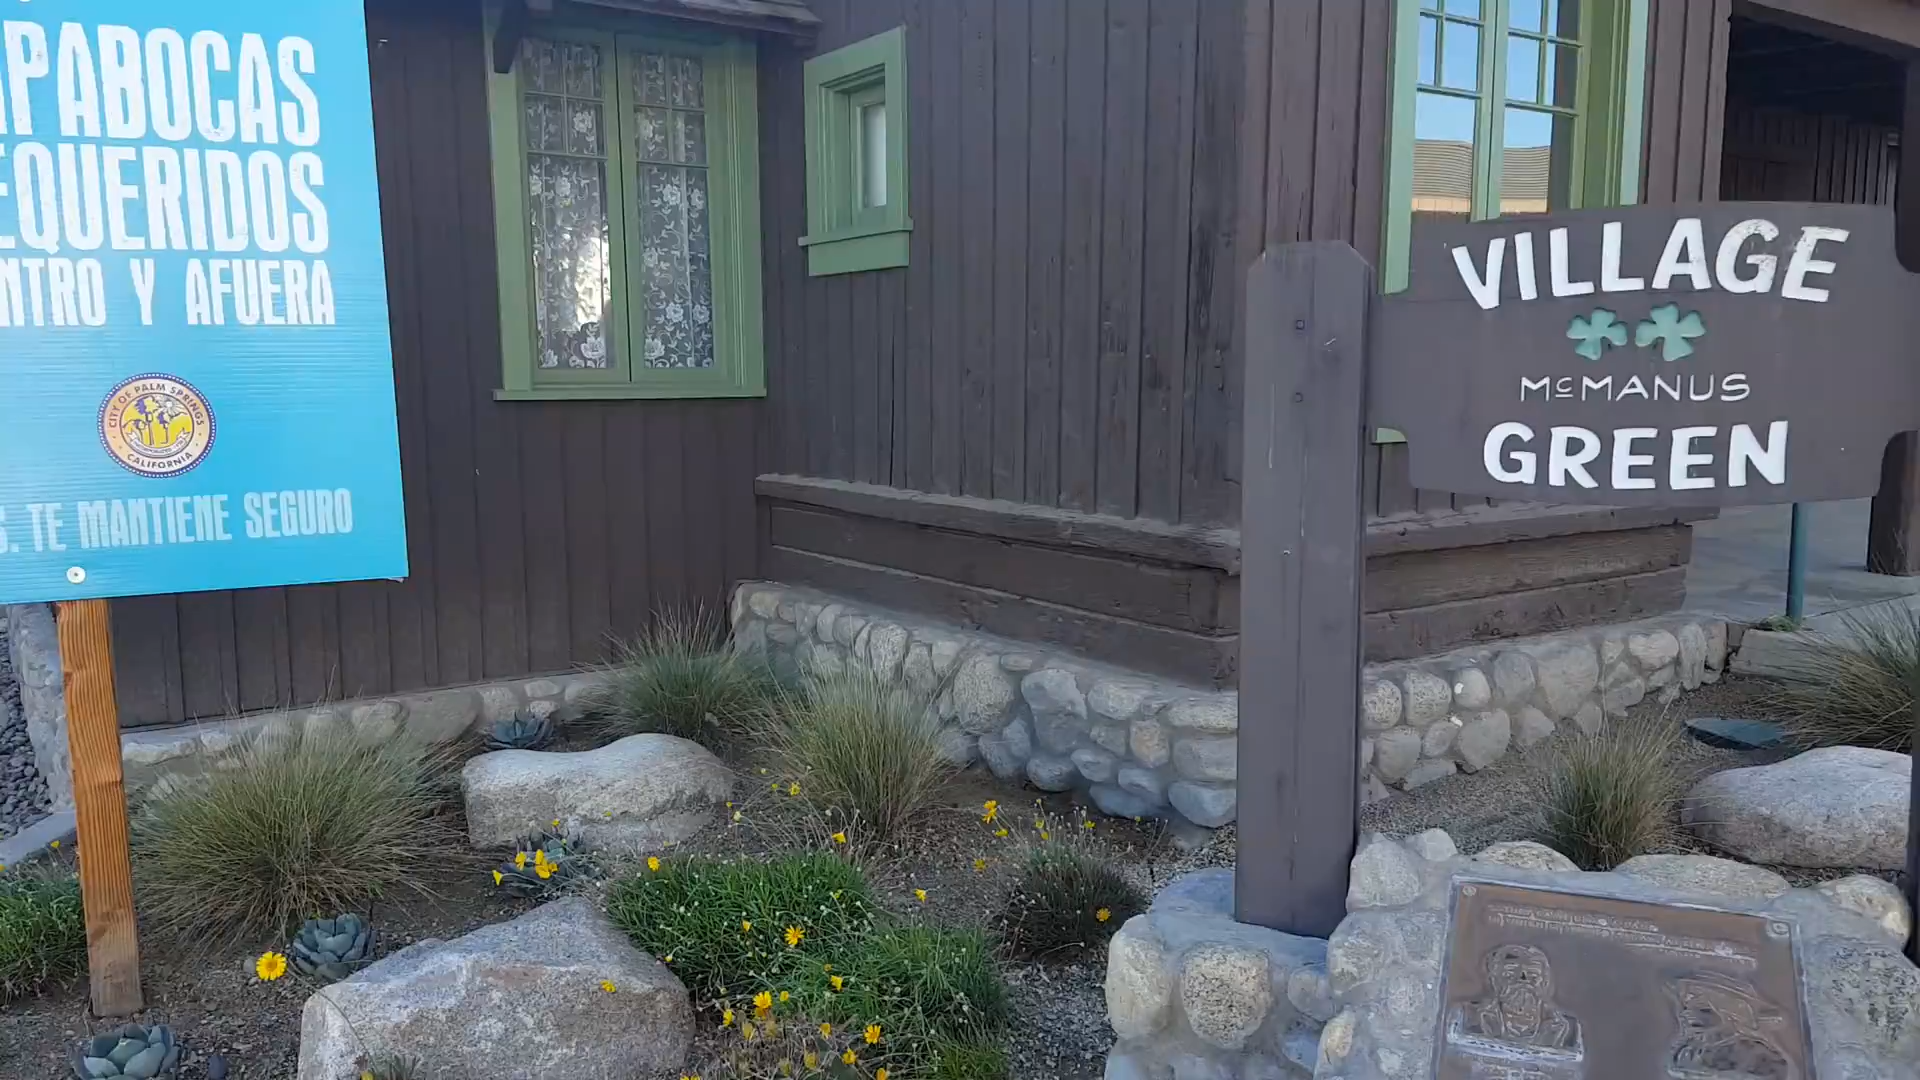 PABOCAS
EQUERIDOS
NTRO Y AFUERA
CITY OF PALM SPRINGS
CALIFORNIA
S. TE MANTIENE SEGURO
VILLAGE
McMANUS
GREEN